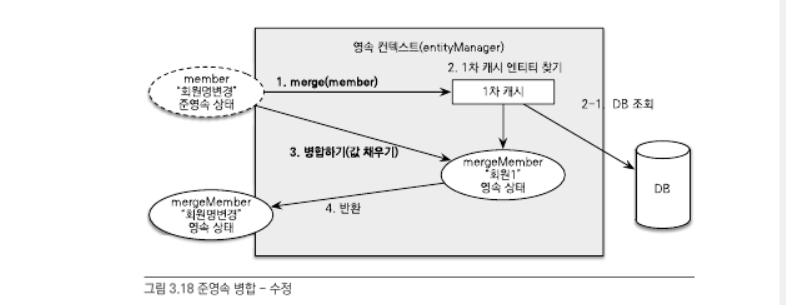 영속 컨텍스트(entityManager)
member
"회원명변경"
준영속 상태
1. merge(member)
2. 1차 캐시 엔티티 찾기
1차 캐시
2-1. DB 조회
3. 병합하기(값 채우기)
mergeMember
"회원1"
영속 상태
DB
mergeMember
"회원명변경"
영속 상태
4. 반환
그림 3.18 준영속 병합 - 수정